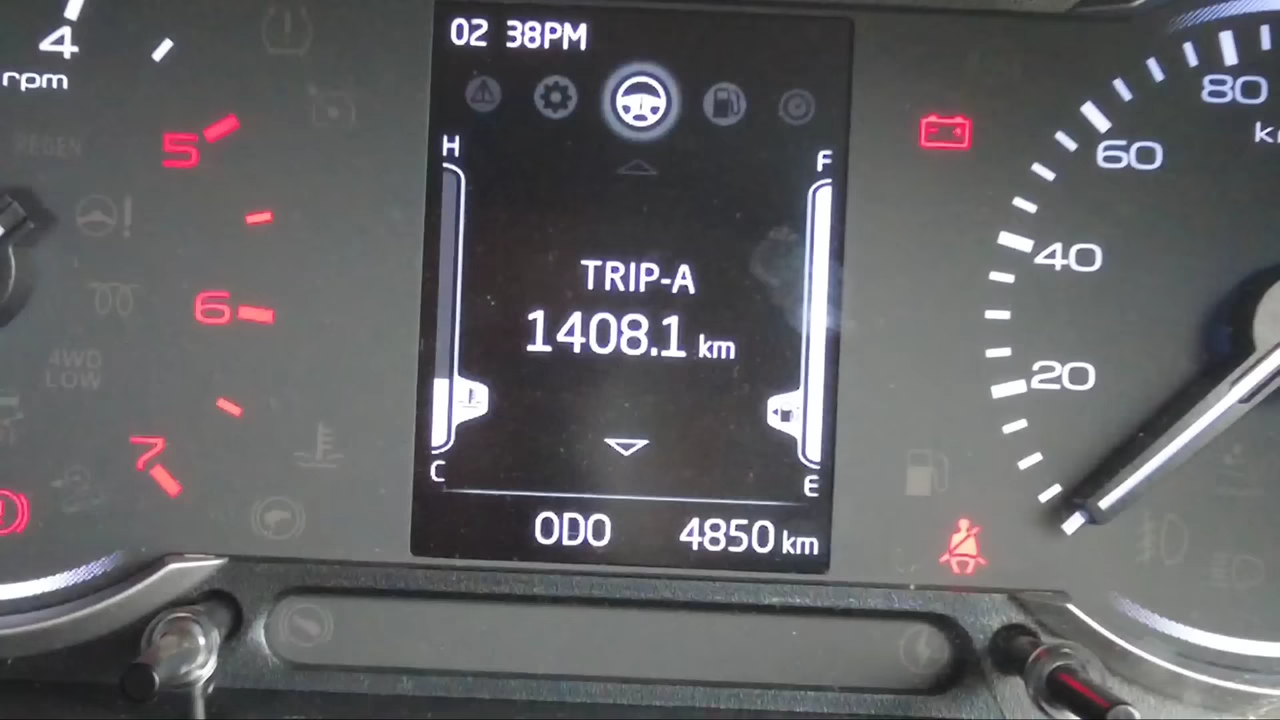 4
rpm
5
6
7
REGEN
4WD
LOW
02 38PM
H
F
TRIP-A
1408.1 km
C
E
ODO 4850 km
80
60
40
20